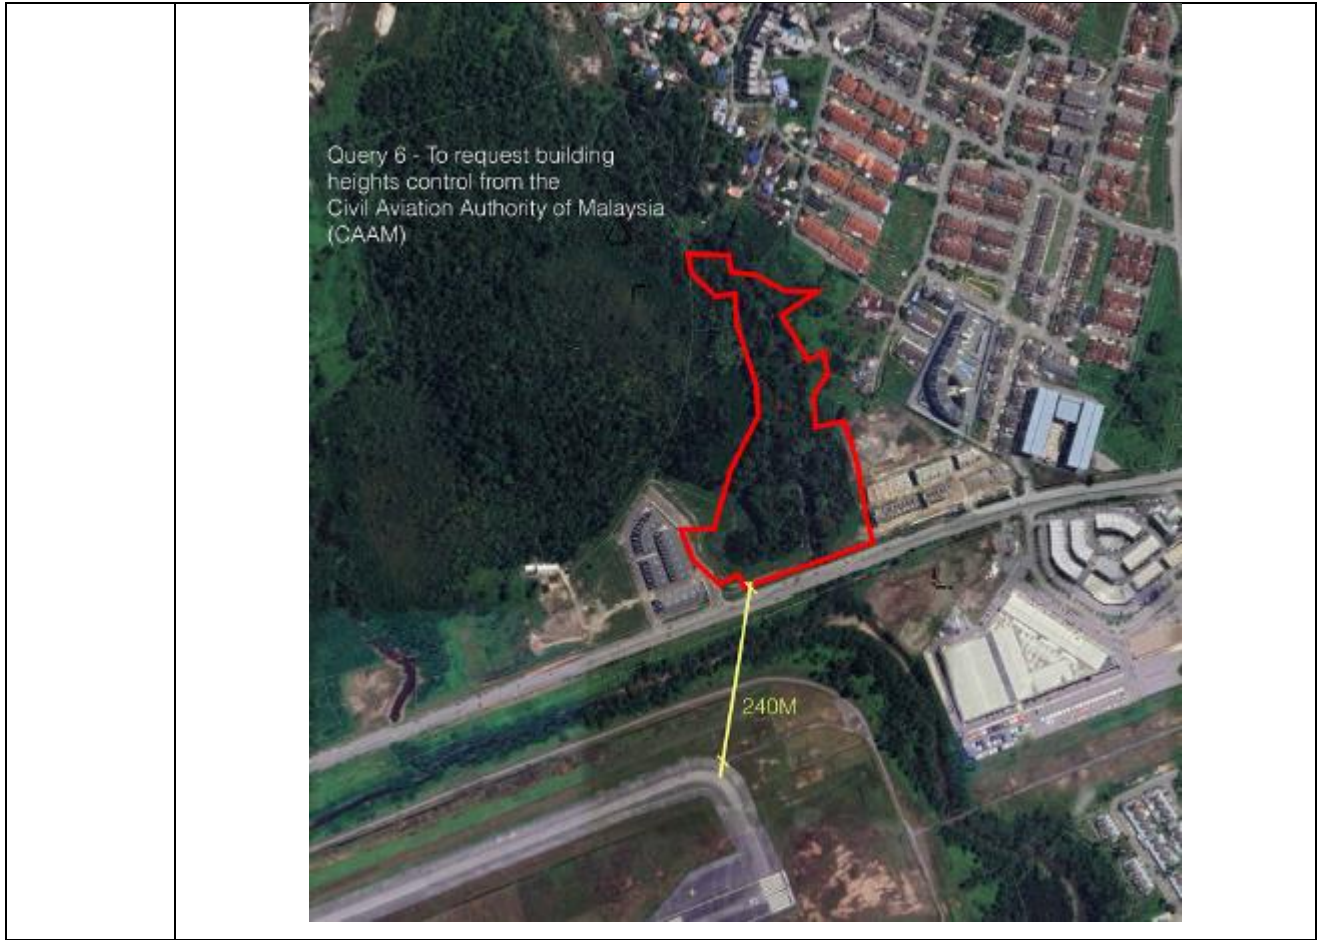 Query 6 - To request building
heights control from the
Civil Aviation Authority of Malaysia
(CAAM)
240M